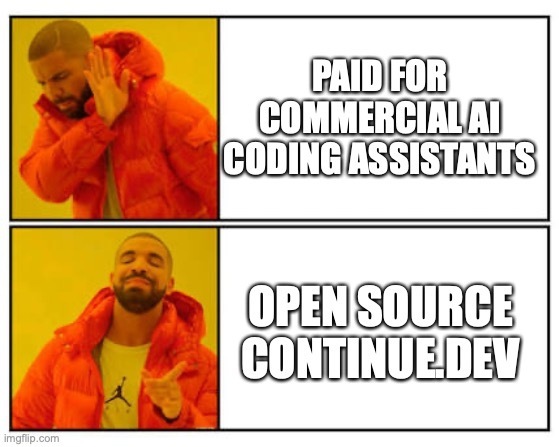 PAID FOR
COMMERCIAL AI
CODING ASSISTANTS
OPEN SOURCE
CONTINUE.DEV
imgflip.com